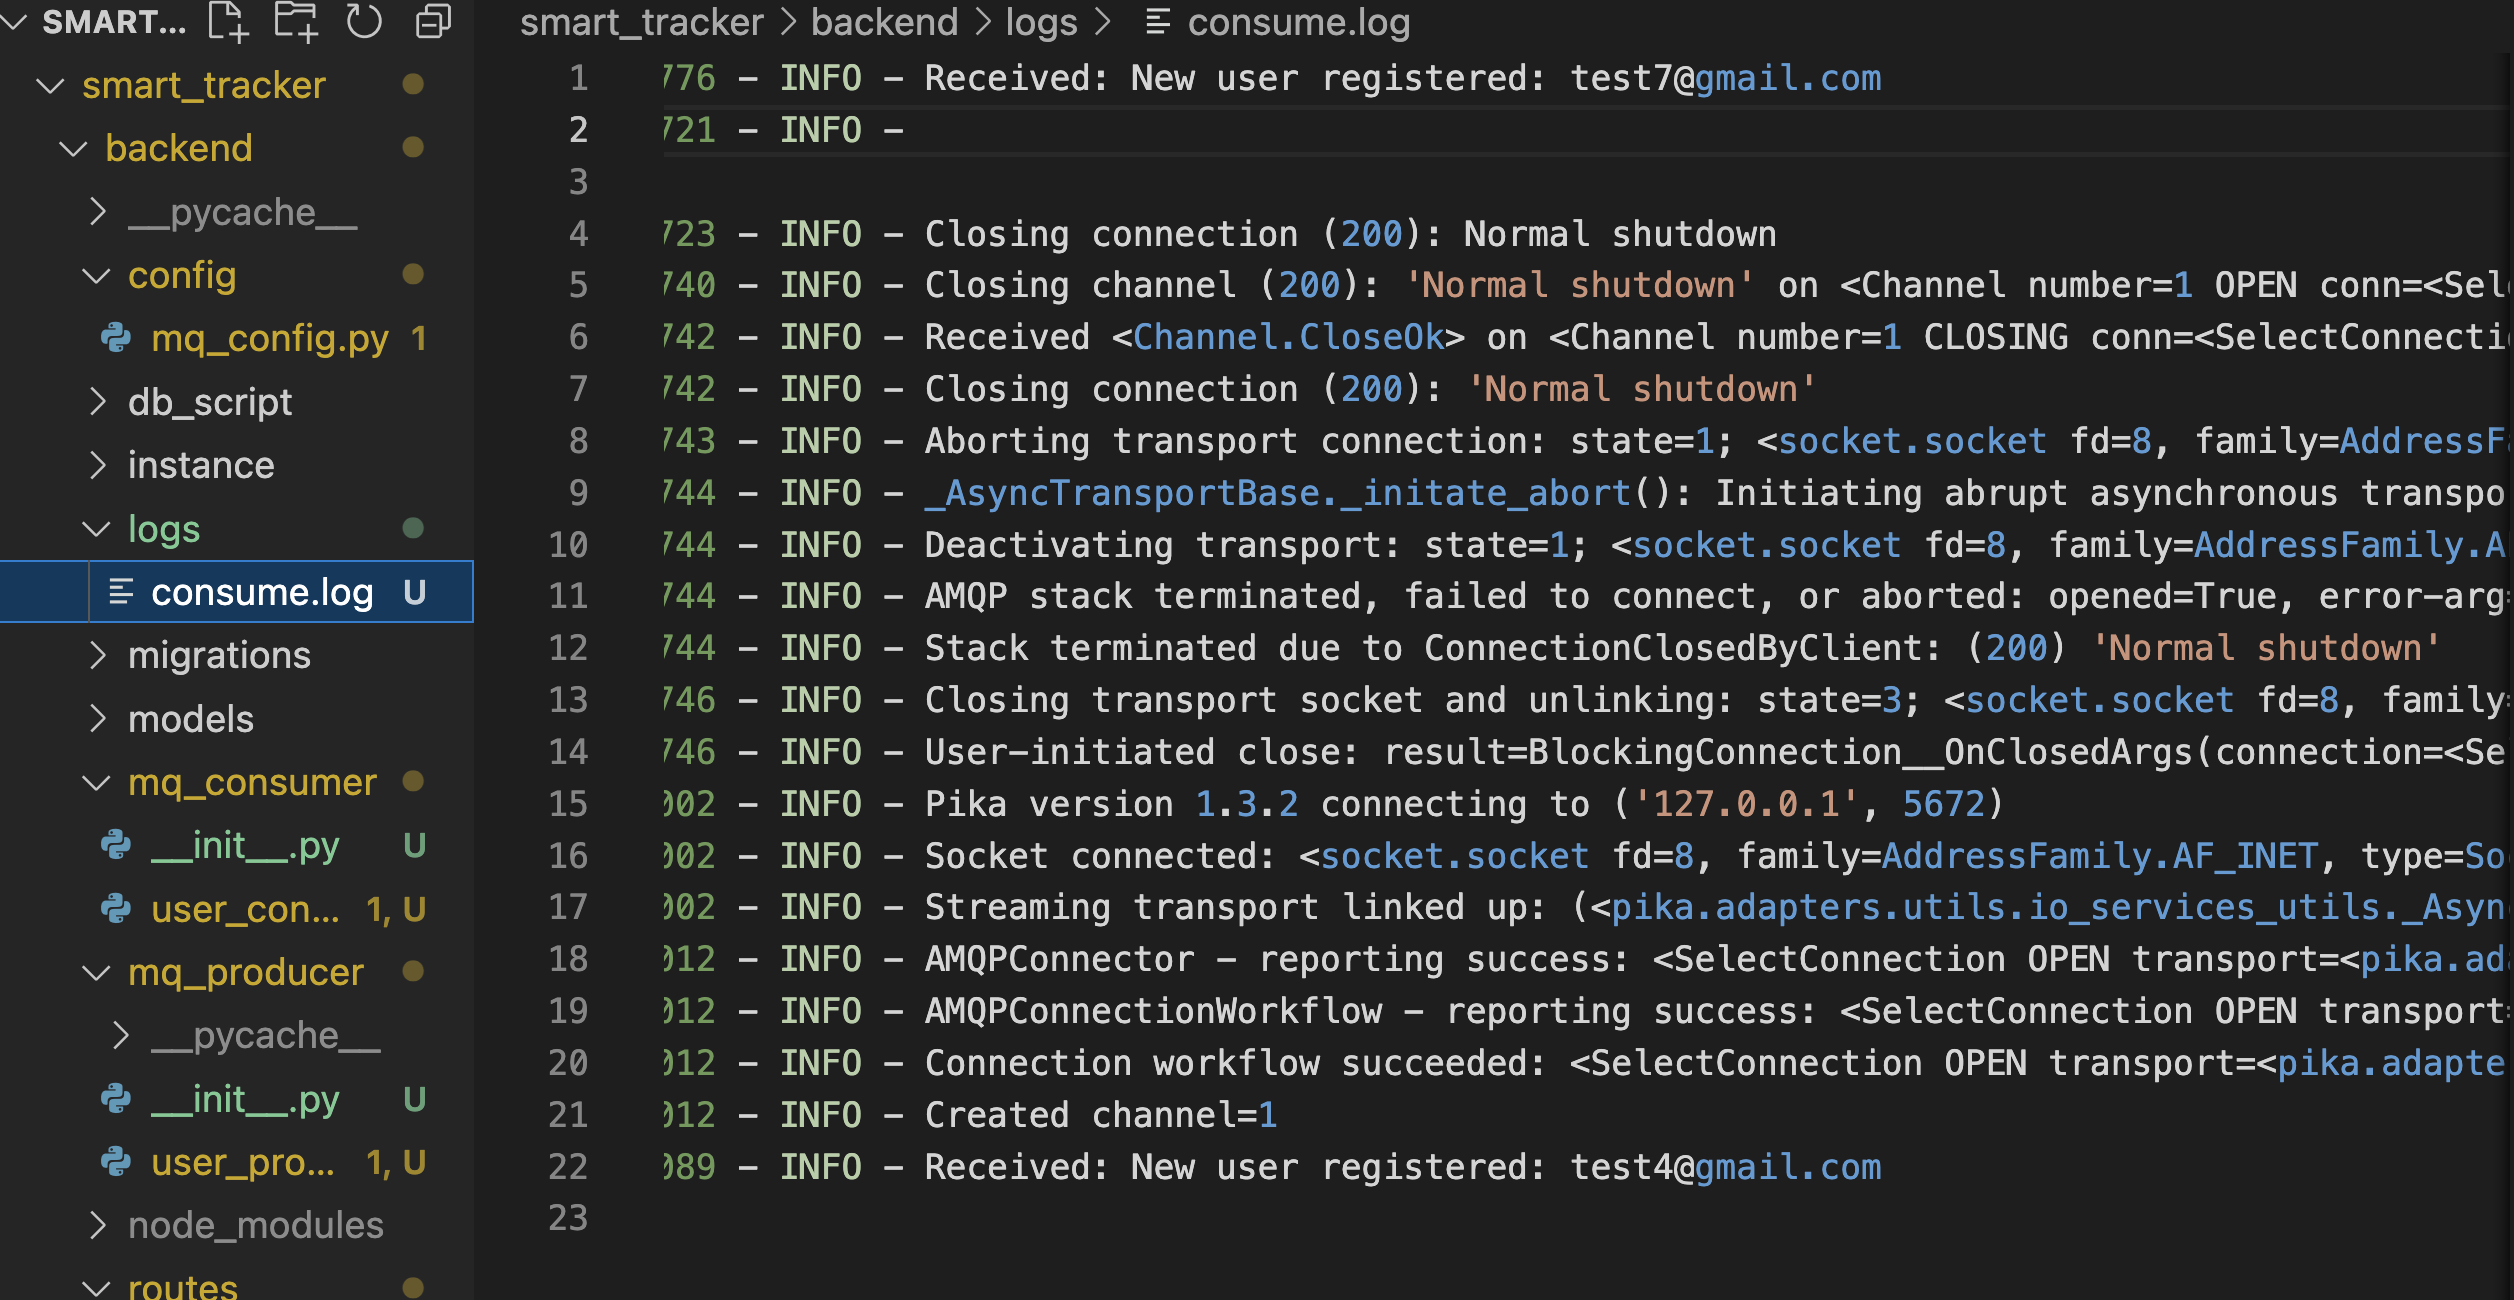 SMART...
smart_tracker
backend
__pycache__
config
mq_config.py 1
db_script
instance
logs
consume.log U
migrations
models
mq_consumer
__init__.py U
user_con... 1, U
mq_producer
__pycache__
__init__.py U
user_pro... 1, U
node_modules
routes
smart_tracker > backend > logs > consume.log
1 776 - INFO - Received: New user registered: test7@gmail.com
2 721 - INFO -
3
4 723 - INFO - Closing connection (200): Normal shutdown
5 740 - INFO - Closing channel (200): 'Normal shutdown' on <Channel number=1 OPEN conn=<Sel
6 742 - INFO - Received <Channel.CloseOk> on <Channel number=1 CLOSING conn=<SelectConnecti
7 742 - INFO - Closing connection (200): 'Normal shutdown'
8 743 - INFO - Aborting transport connection: state=1; <socket.socket fd=8, family=AddressF
9 744 - INFO - _AsyncTransportBase._initate_abort(): Initiating abrupt asynchronous transpo
10 744 - INFO - Deactivating transport: state=1; <socket.socket fd=8, family=AddressFamily.A
11 744 - INFO - AMQP stack terminated, failed to connect, or aborted: opened=True, error-arg=
12 744 - INFO - Stack terminated due to ConnectionClosedByClient: (200) 'Normal shutdown'
13 746 - INFO - Closing transport socket and unlinking: state=3; <socket.socket fd=8, family=
14 746 - INFO - User-initiated close: result=BlockingConnection__OnClosedArgs(connection=<Se
15 002 - INFO - Pika version 1.3.2 connecting to ('127.0.0.1', 5672)
16 002 - INFO - Socket connected: <socket.socket fd=8, family=AddressFamily.AF_INET, type=So
17 002 - INFO - Streaming transport linked up: (<pika.adapters.utils.io_services_utils._Asyn
18 012 - INFO - AMQPConnector - reporting success: <SelectConnection OPEN transport=<pika.ad
19 012 - INFO - AMQPConnectionWorkflow - reporting success: <SelectConnection OPEN transport=
20 012 - INFO - Connection workflow succeeded: <SelectConnection OPEN transport=<pika.adapte
21 012 - INFO - Created channel=1
22 089 - INFO - Received: New user registered: test4@gmail.com
23